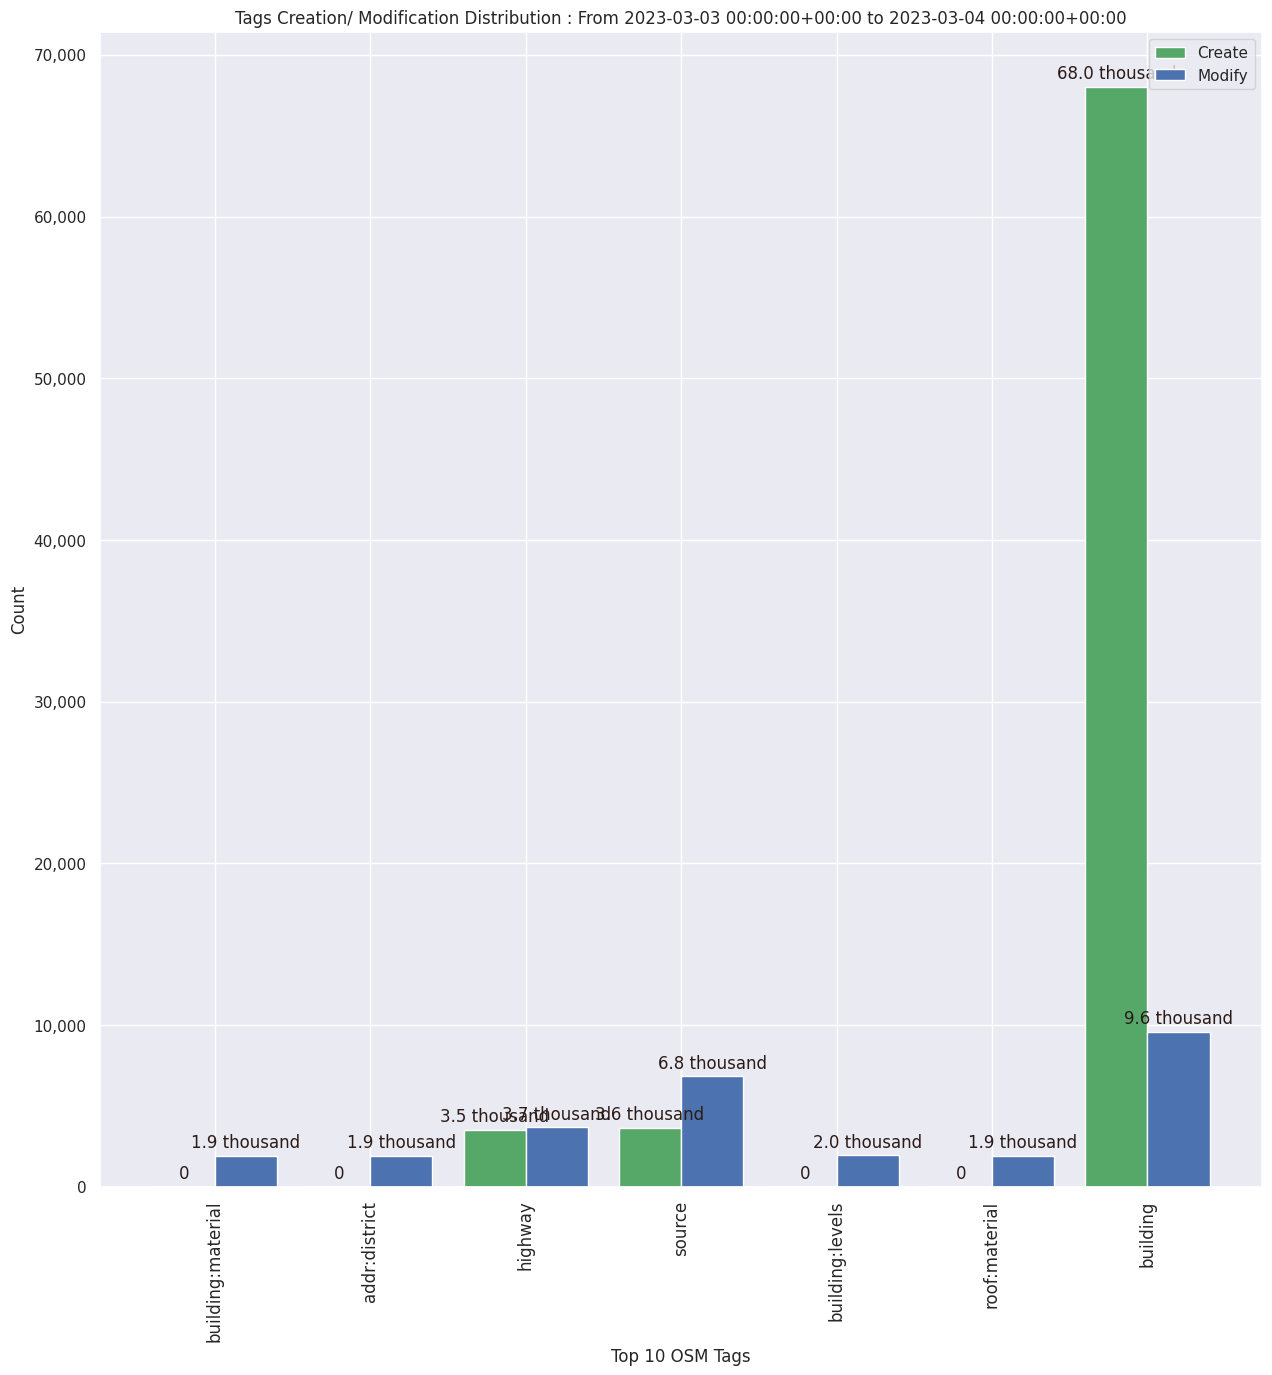 Tags Creation/ Modification Distribution : From 2023-03-03 00:00:00+00:00 to 2023-03-04 00:00:00+00:00
Create
Modify
Count
70,000
60,000
50,000
40,000
30,000
20,000
10,000
0
68.0
9.6 thousand
6.8 thousand
3.5 thousand
3.7 thousand
3.6 thousand
0
1.9 thousand
0
1.9 thousand
0
2.0 thousand
0
1.9 thousand
building:material
addr:district
highway
source
building:levels
roof:material
building
Top 10 OSM Tags